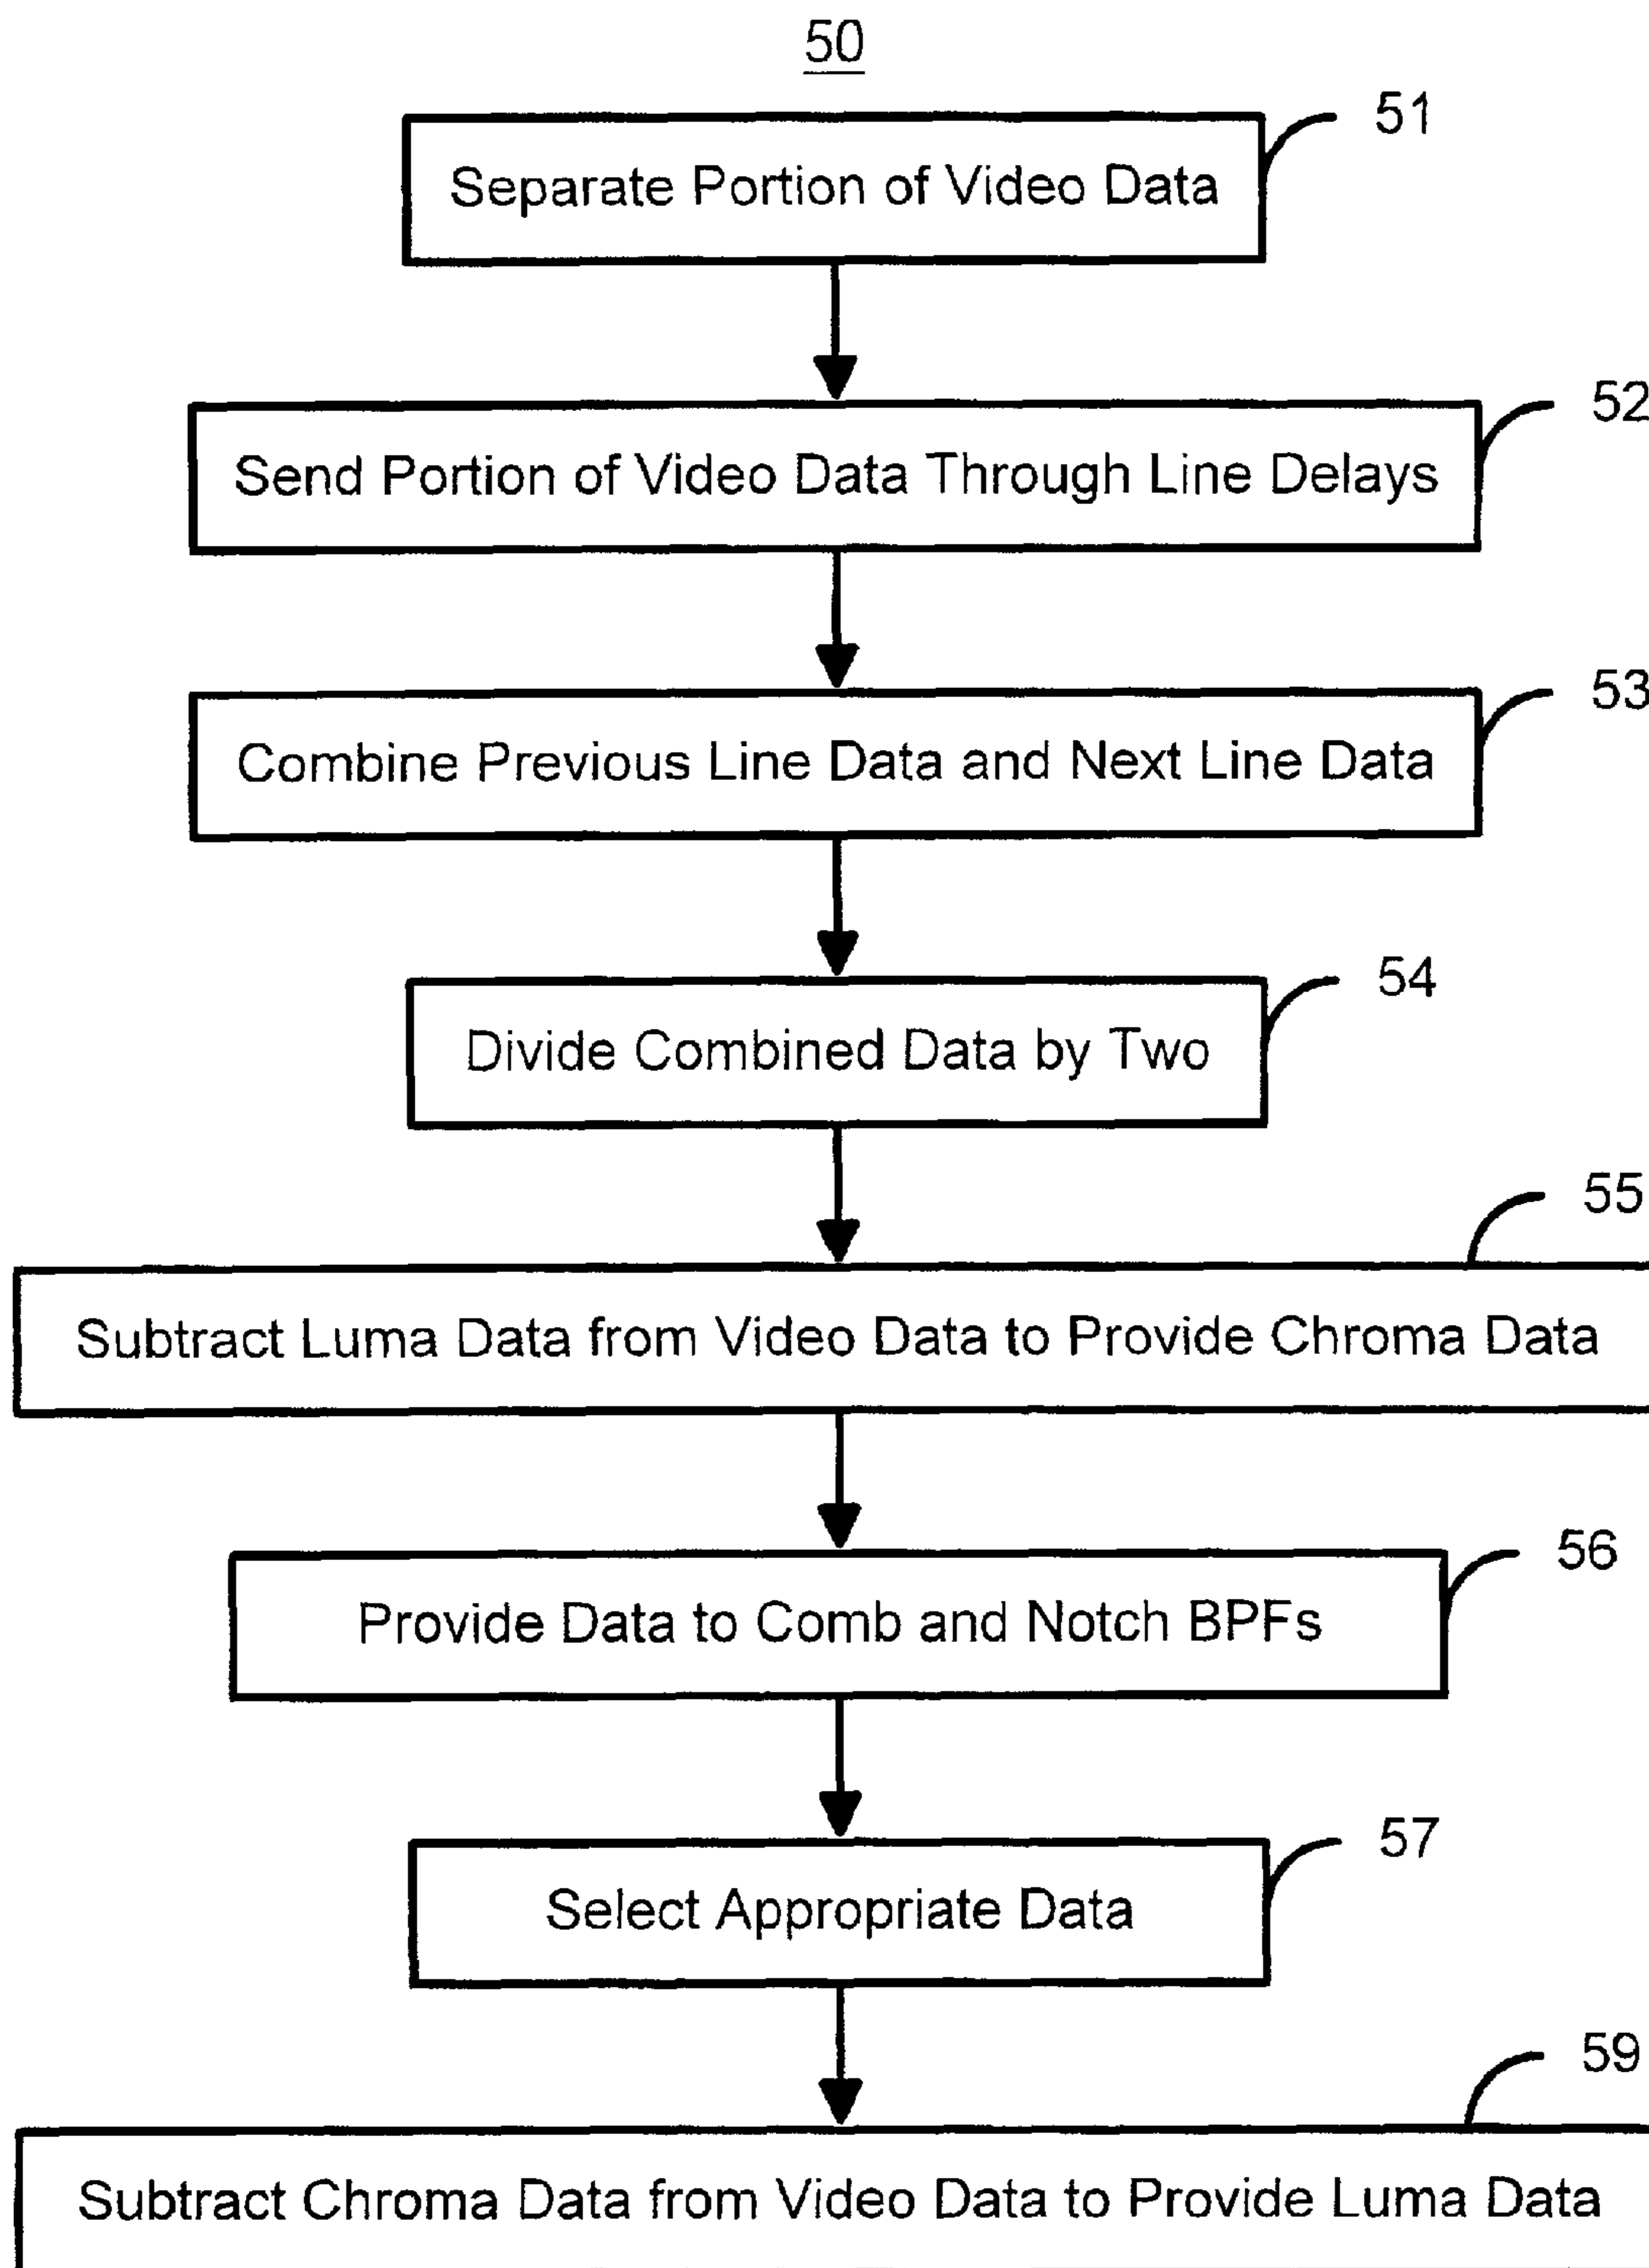 50
51
Separate Portion of Video Data
52
Send Portion of Video Data Through Line Delays
53
Combine Previous Line Data and Next Line Data
54
Divide Combined Data by Two
55
Subtract Luma Data from Video Data to Provide Chroma Data
56
Provide Data to Comb and Notch BPFs
57
Select Appropriate Data
59
Subtract Chroma Data from Video Data to Provide Luma Data